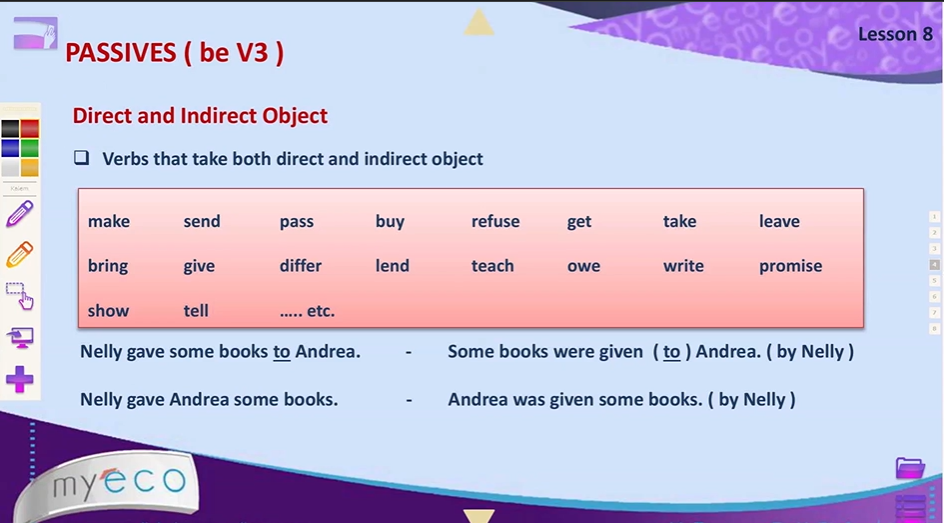 Lesson 8
PASSIVES ( be V3 )
Direct and Indirect Object
❑ Verbs that take both direct and indirect object
make send pass buy refuse get take leave
bring give differ lend teach owe write promise
show tell ..... etc.
Nelly gave some books to Andrea. - Some books were given ( to ) Andrea. ( by Nelly )
Nelly gave Andrea some books. - Andrea was given some books. ( by Nelly )
myeco
1
2
3
4
5
6
7
8